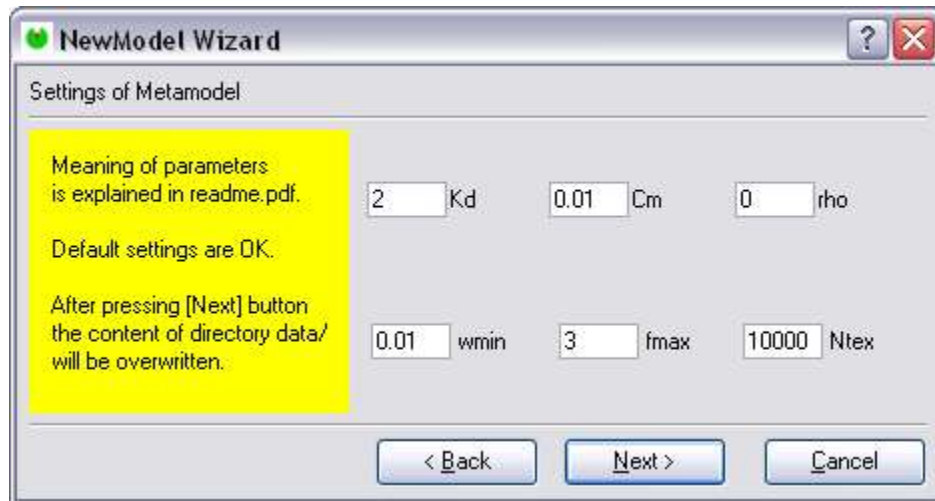 NewModel Wizard
Settings of Metamodel
Meaning of parameters
is explained in readme.pdf.
Default settings are OK.
After pressing [Next] button
the content of directory data/
will be overwritten.
2 Kd 0.01 Cm 0 rho
0.01 wmin 3 fmax 10000 Ntex
< Back Next > Cancel